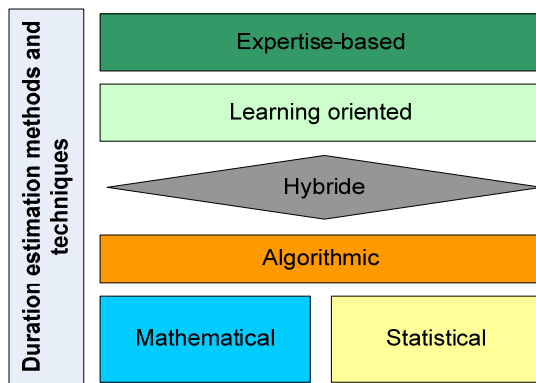 Duration estimation methods and
techniques
Expertise-based
Learning oriented
Hybride
Algorithmic
Mathematical
Statistical